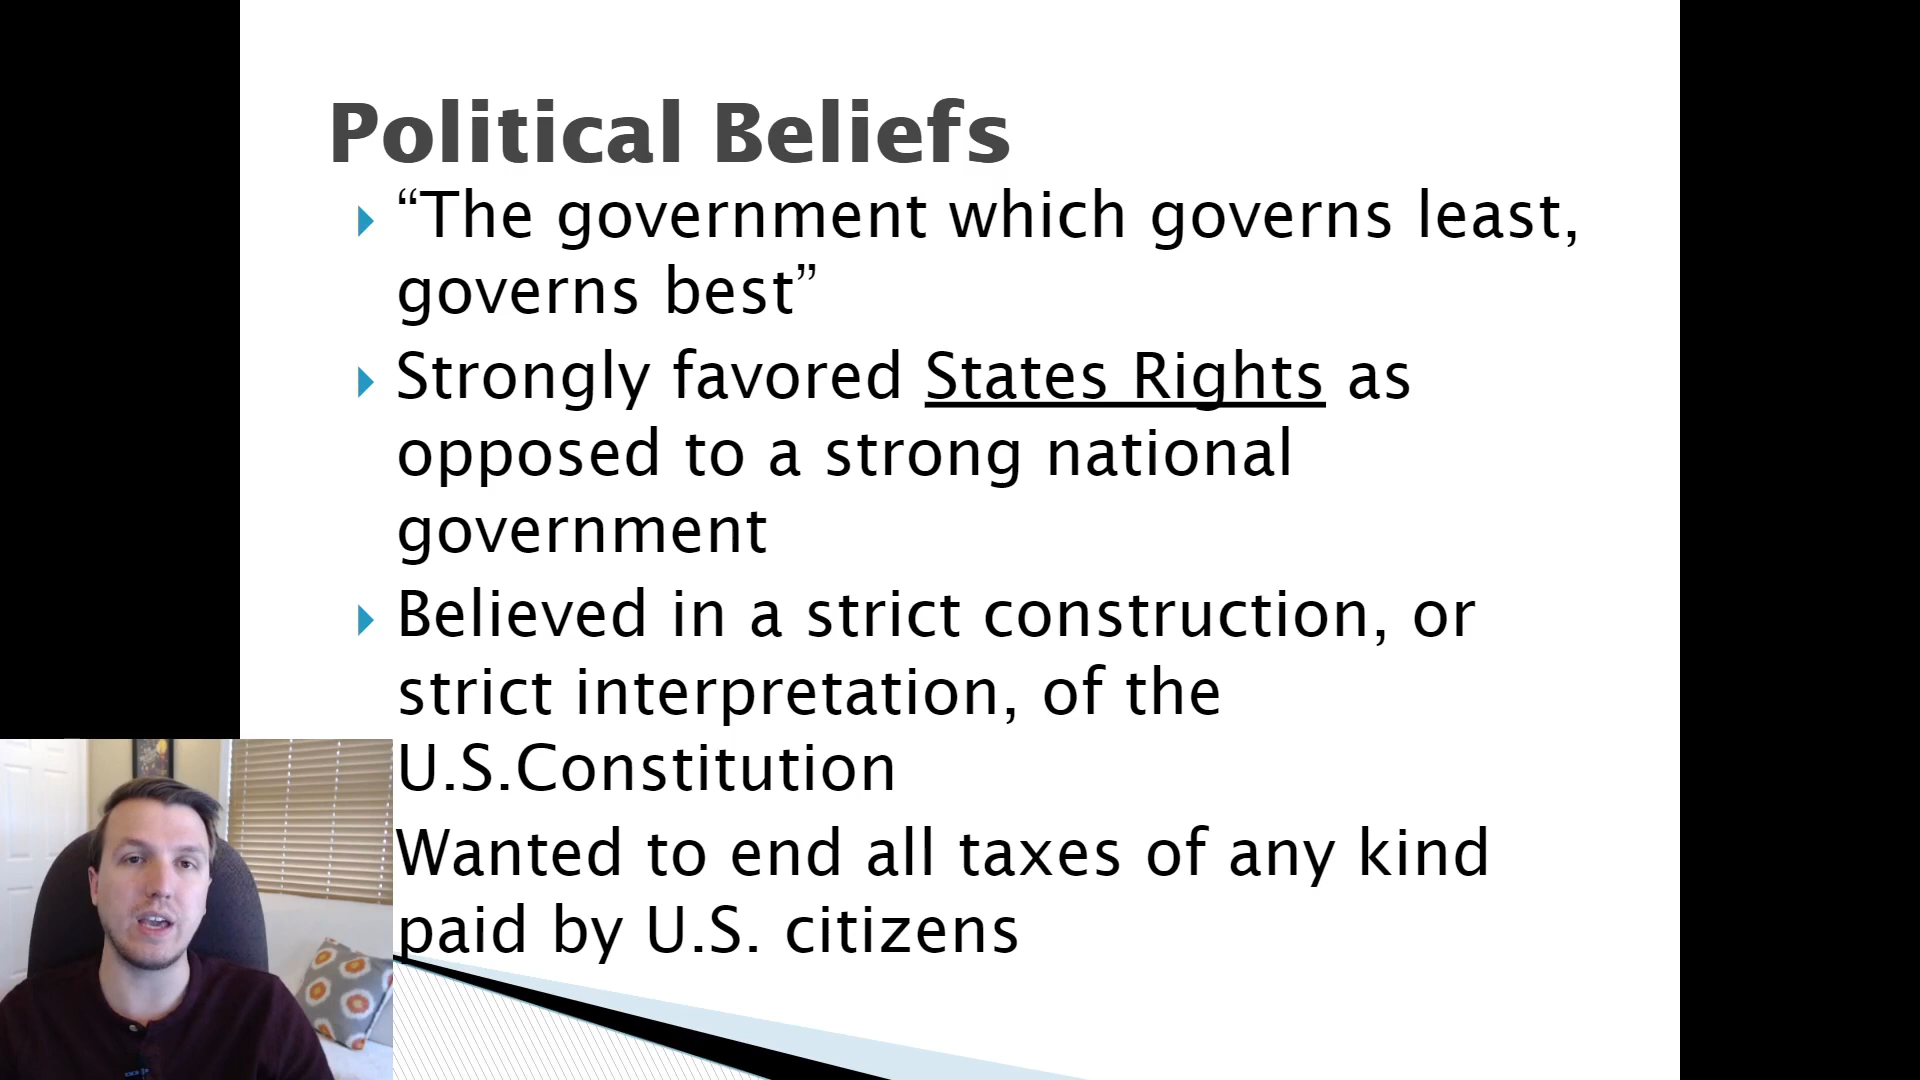 Political Beliefs
“The government which governs least,
governs best”
Strongly favored States Rights as
opposed to a strong national
government
Believed in a strict construction, or
strict interpretation, of the
U.S.Constitution
Wanted to end all taxes of any kind
paid by U.S. citizens